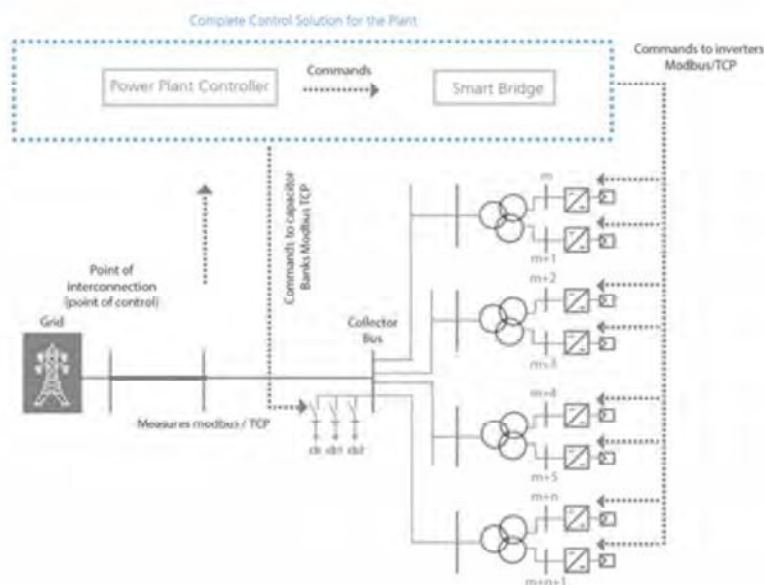 Complete Control Solution for the Plant
Commands to inverters
Modbus/TCP
Commands
Power Plant Controller
Smart Bridge
Commands to capacitor
Banks Modbus TCP
Point of
interconnection
(point of control)
Grid
Collector
Bus
Measures modbus / TCP
m
m+1
m+2
m+3
m+4
m+5
m+n
m+n+1
cb1
cb2